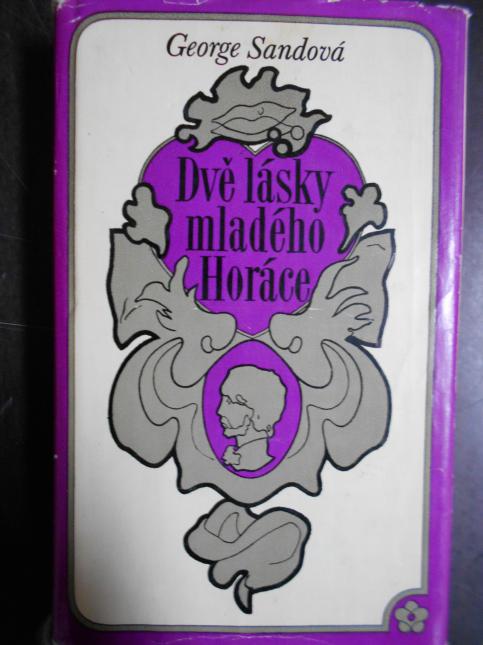 George Sandová
Dvě lásky
mladého
Horáce